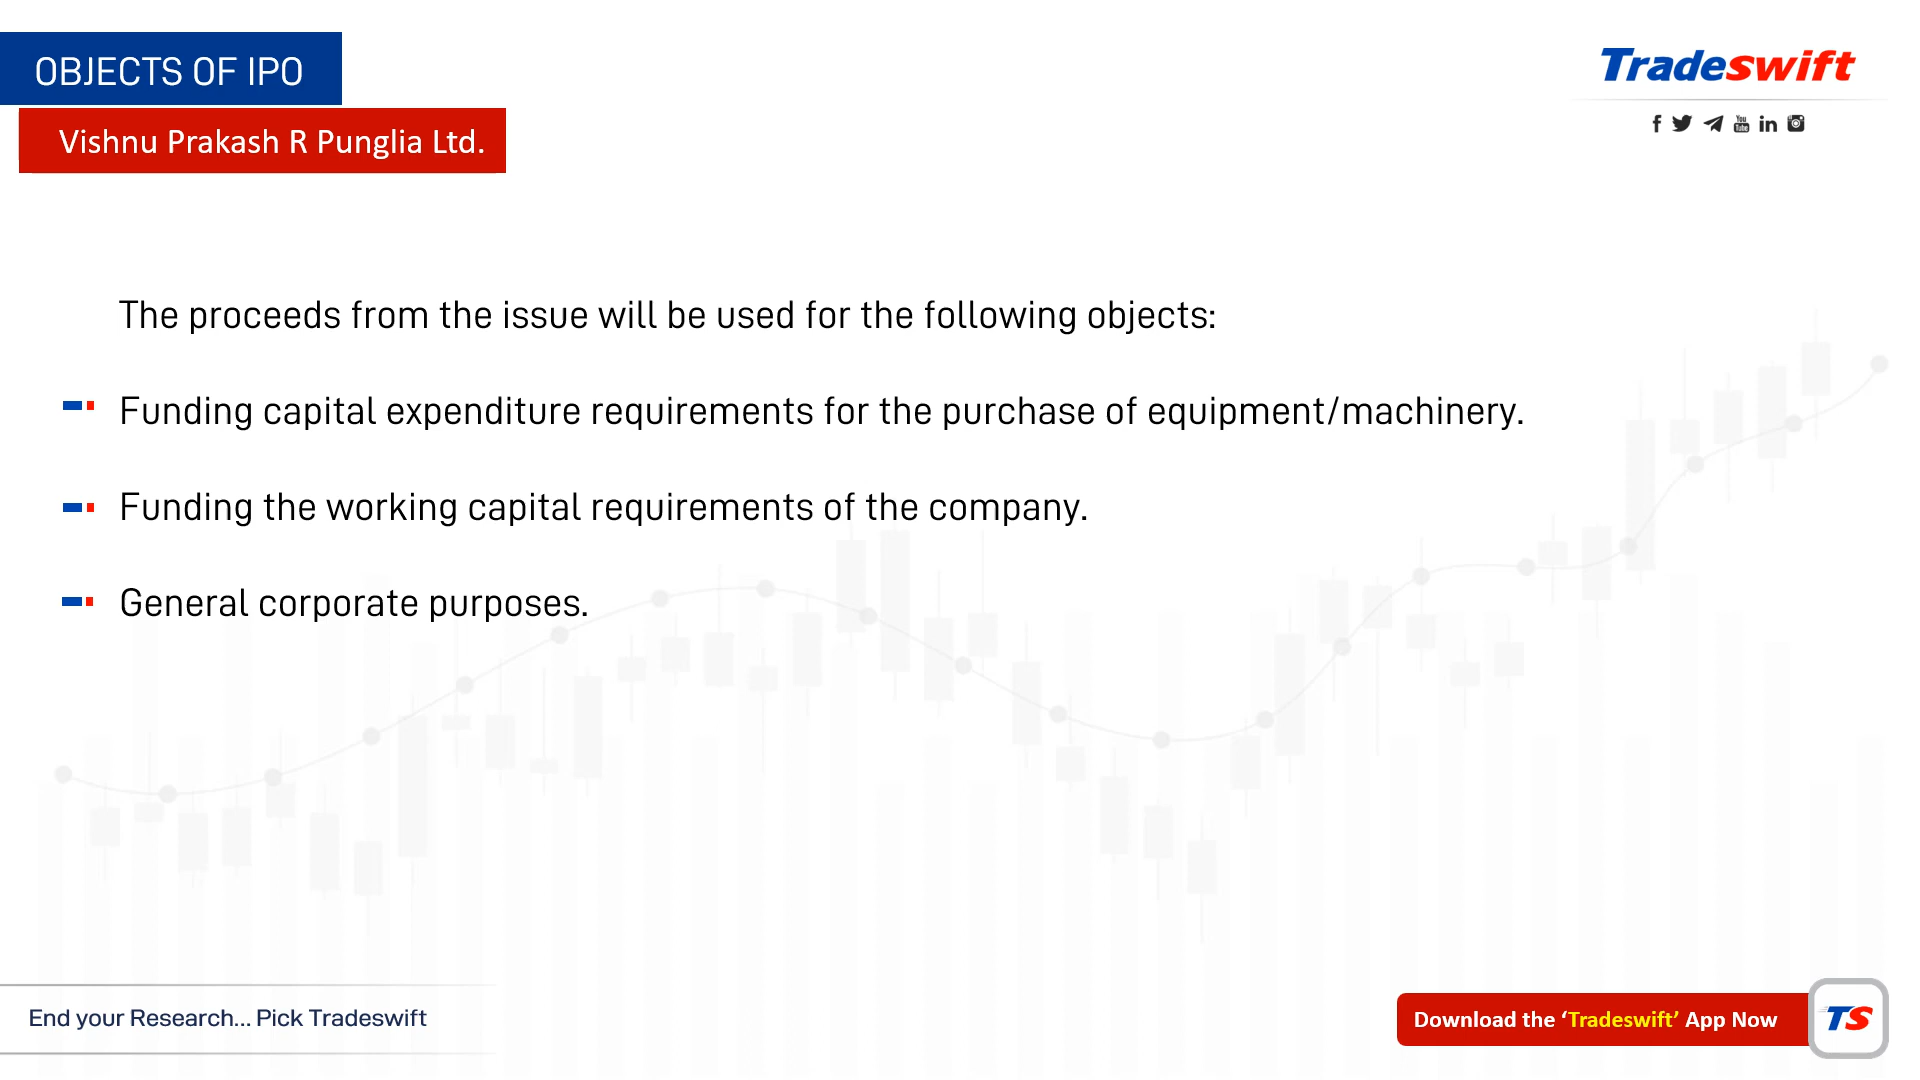 OBJECTS OF IPO
Vishnu Prakash R Punglia Ltd.
Tradeswift
The proceeds from the issue will be used for the following objects:
Funding capital expenditure requirements for the purchase of equipment/machinery.
Funding the working capital requirements of the company.
General corporate purposes.
End your Research... Pick Tradeswift
Download the ‘Tradeswift’ App Now
TS